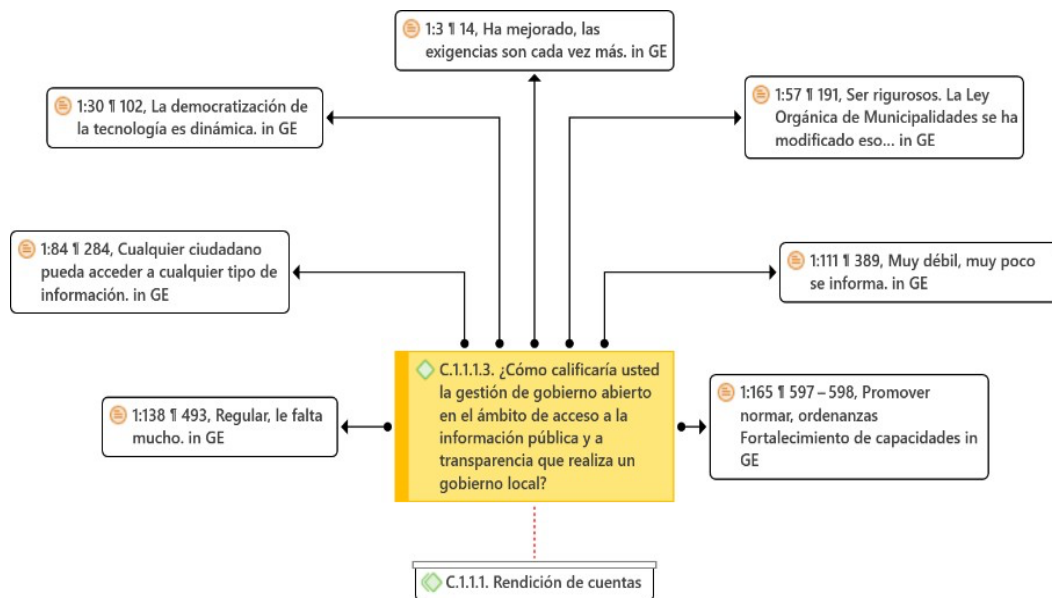 1:3 ¶ 14, Ha mejorado, las
exigencias son cada vez más. in GE
1:30 ¶ 102, La democratización de
la tecnología es dinámica. in GE
1:57 ¶ 191, Ser rigurosos. La Ley
Orgánica de Municipalidades se ha
modificado eso... in GE
1:84 ¶ 284, Cualquier ciudadano
pueda acceder a cualquier tipo de
información. in GE
1:111 ¶ 389, Muy débil, muy poco
se informa. in GE
C.1.1.1.3. ¿Cómo calificaría usted
la gestión de gobierno abierto
en el ámbito de acceso a la
información pública y a
transparencia que realiza un
gobierno local?
1:138 ¶ 493, Regular, le falta
mucho. in GE
1:165 ¶ 597 – 598, Promover
normar, ordenanzas
Fortalecimiento de capacidades in
GE
C.1.1.1. Rendición de cuentas